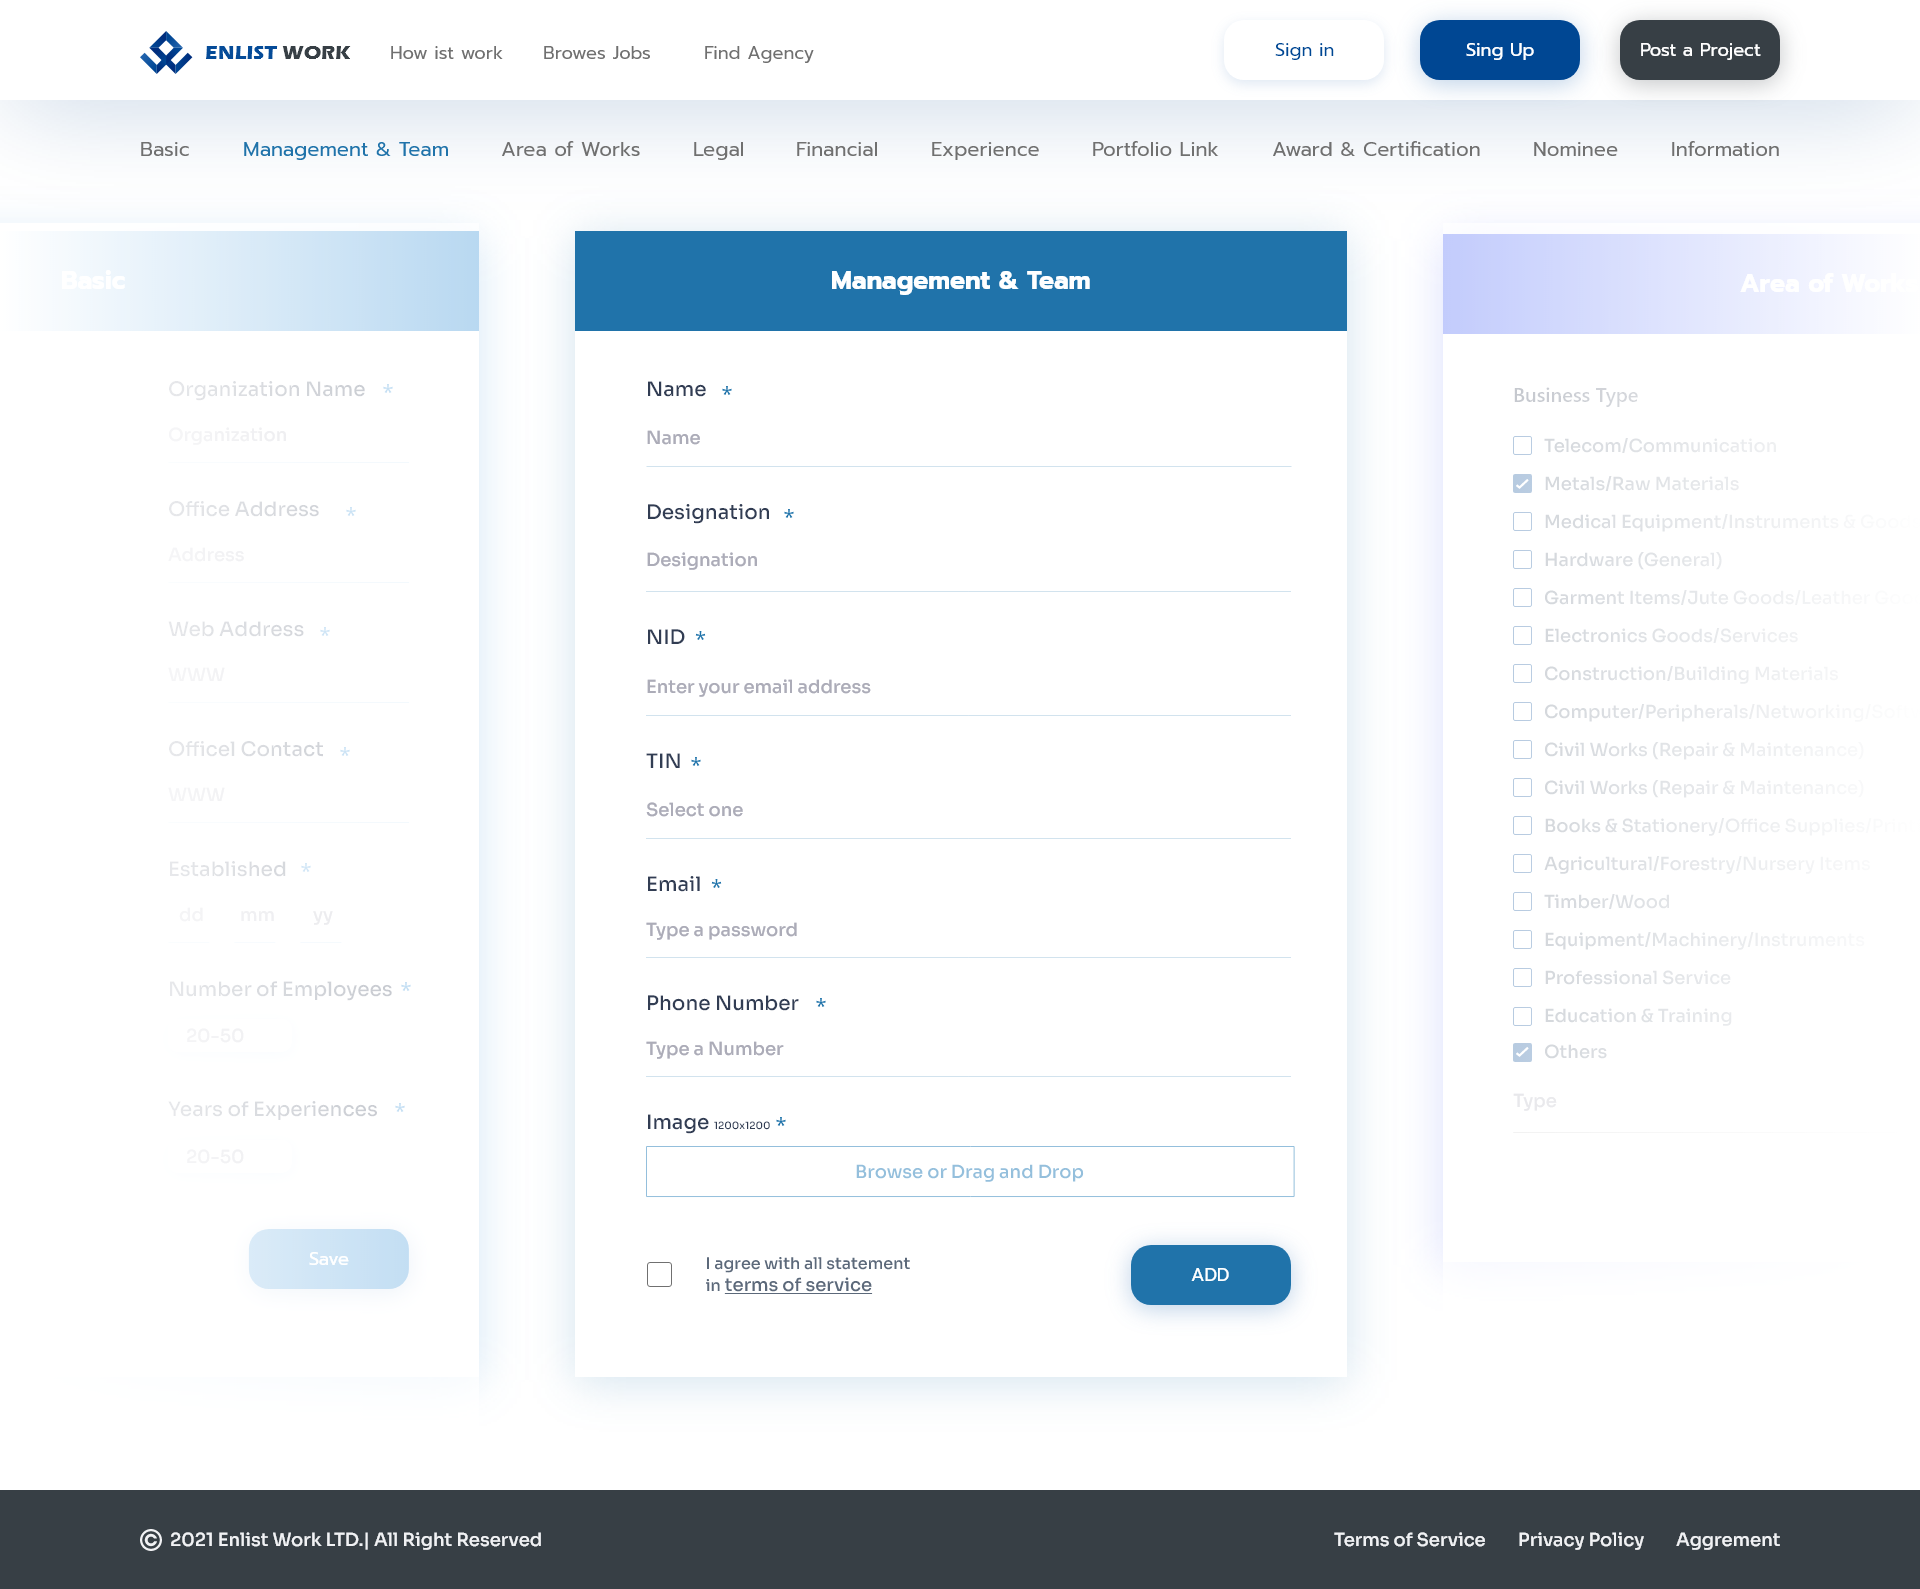 ENLIST WORK
How ist work
Browes Jobs
Find Agency
Sign in
Sing Up
Post a Project
Basic
Management & Team
Area of Works
Legal
Financial
Experience
Portfolio Link
Award & Certification
Nominee
Information
Basic
Organization Name *
Organization
Office Address *
Address
Web Address *
WWW
Officel Contact *
WWW
Established *
dd mm yy
Number of Employees *
20-50
Years of Experiences *
20-50
Save
Management & Team
Name *
Name
Designation *
Designation
NID *
Enter your email address
TIN *
Select one
Email *
Type a password
Phone Number *
Type a Number
Image 1200x1200 *
Browse or Drag and Drop
I agree with all statement
in terms of service
ADD
Area of Work
Business Type
Telecom/Communication
Metals/Raw Materials
Medical Equipment/Instruments &
Hardware (General)
Garment Items/Jute Goods/Leather
Electronics Goods/Services
Construction/Building Materials
Computer/Peripherals/Networking/
Civil Works (Repair & Maintenance)
Civil Works (Repair & Maintenance)
Books & Stationery/Office Supplies/
Agricultural/Forestry/Nursery Items
Timber/Wood
Equipment/Machinery/Instruments
Professional Service
Education & Training
Others
Type
© 2021 Enlist Work LTD.| All Right Reserved
Terms of Service
Privacy Policy
Aggrement